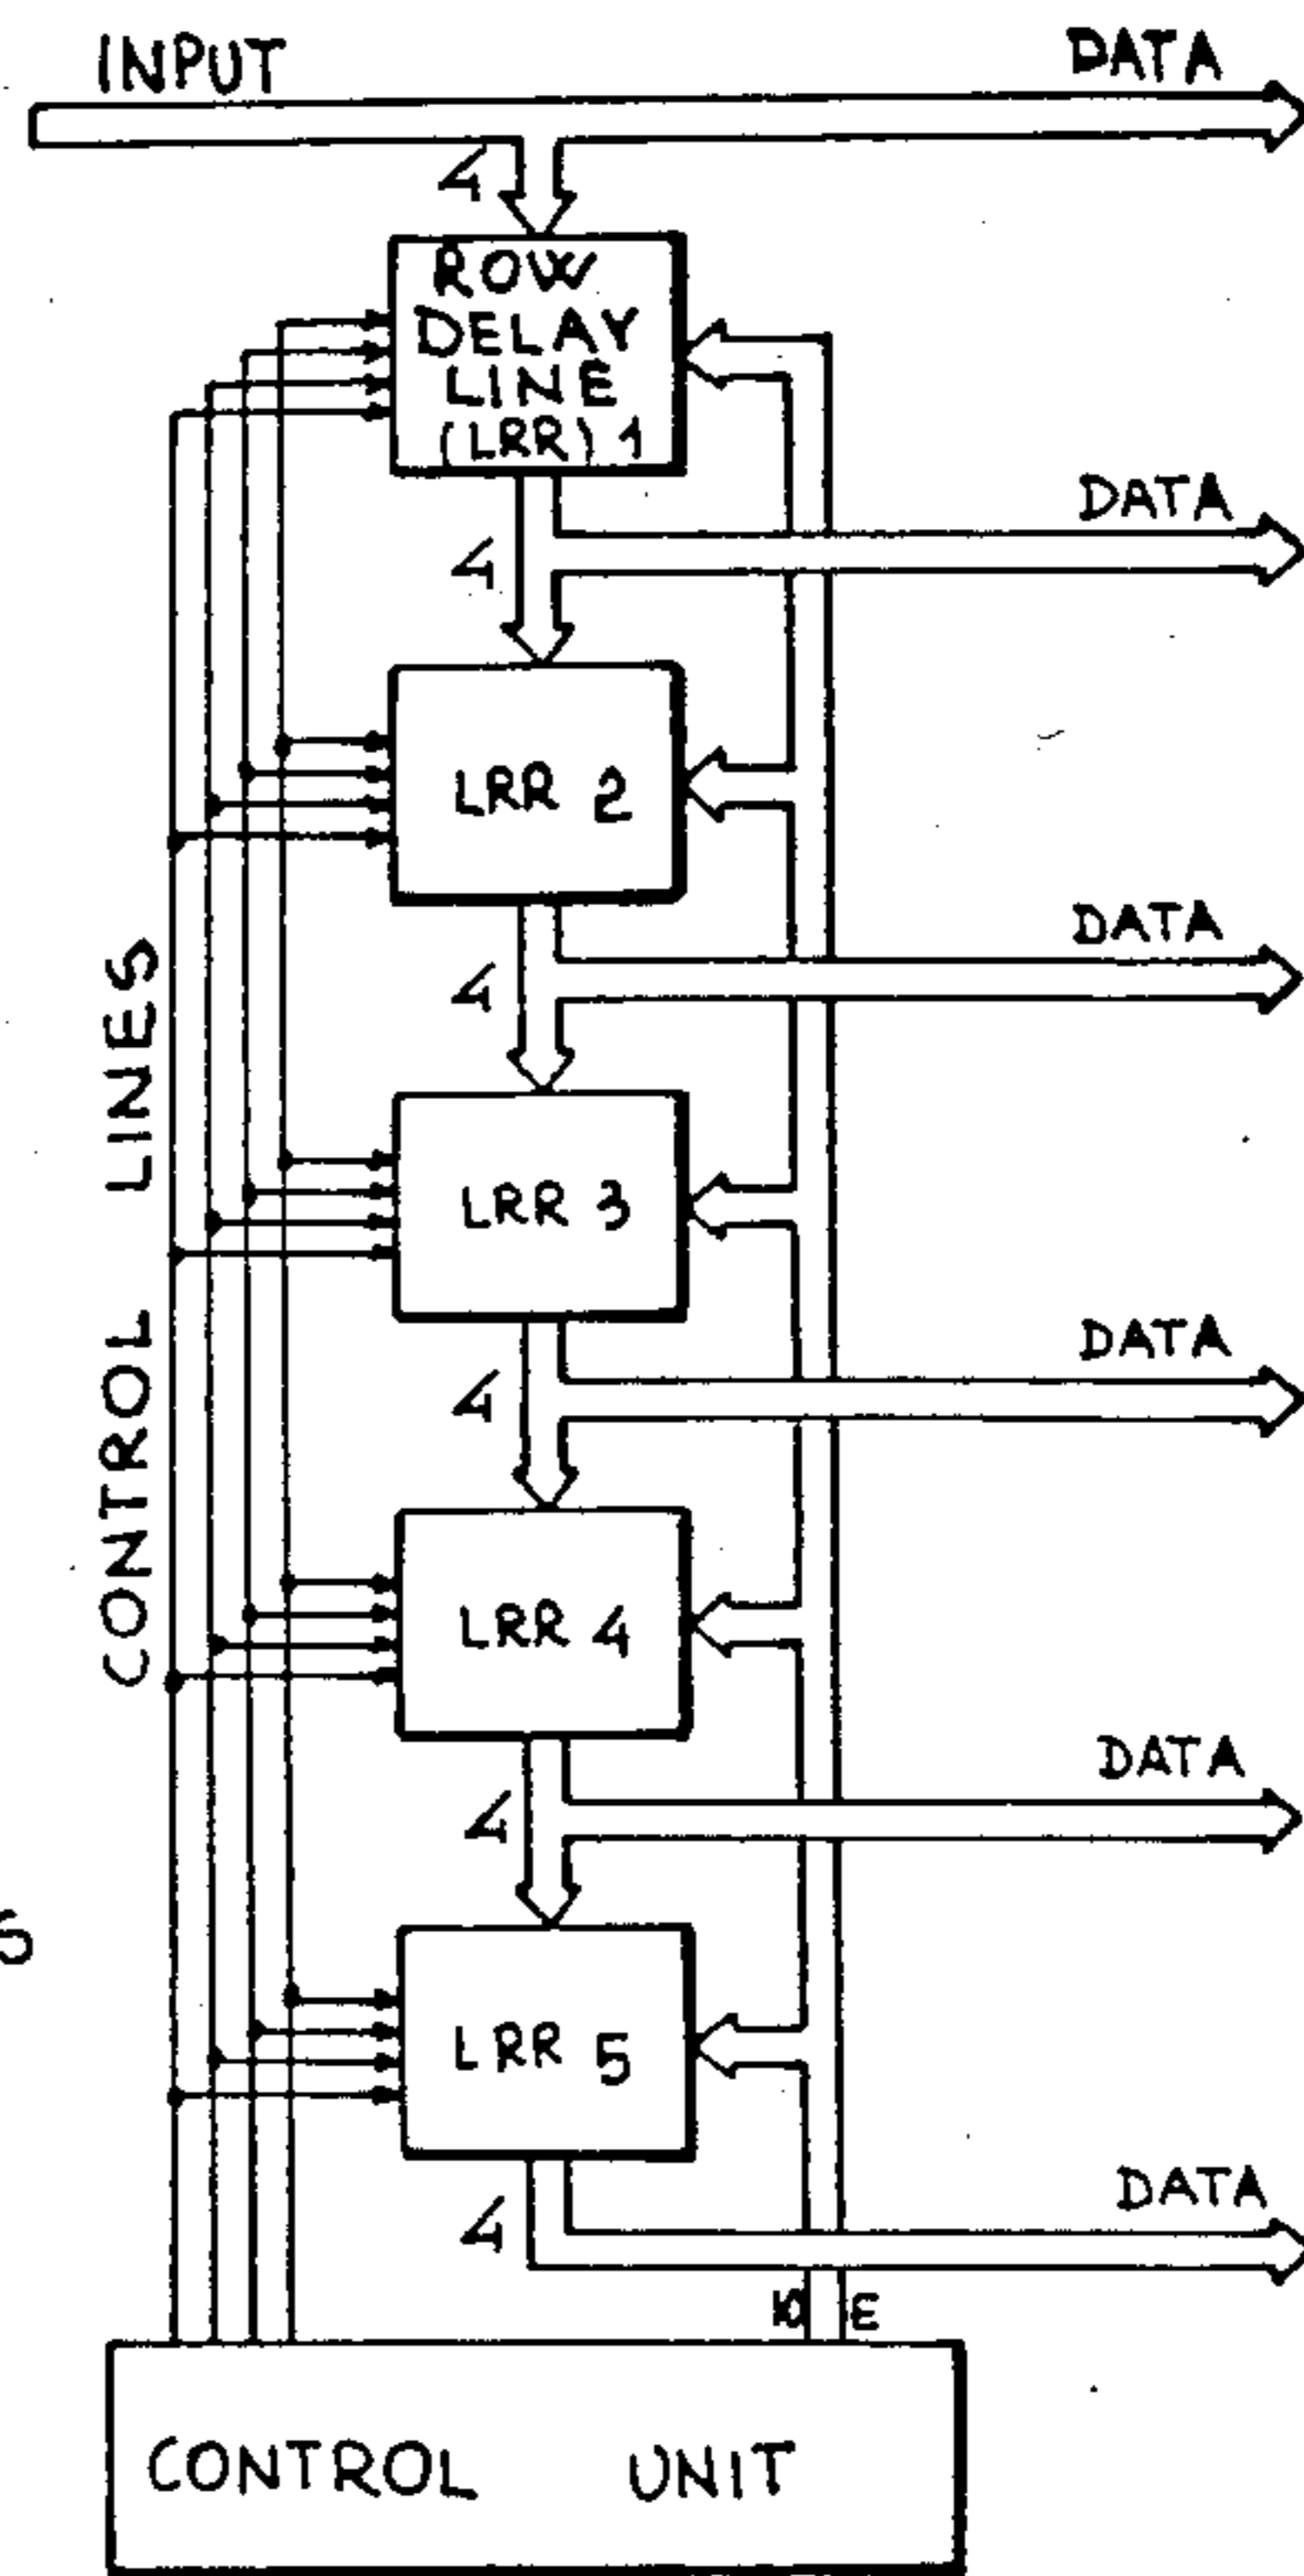 INPUT DATA
4
ROW
DELAY
LINE
(LRR) 1
DATA
4
LRR 2
DATA
4
LRR 3
DATA
4
LRR 4
DATA
4
LRR 5
DATA
4
E
CONTROL LINES
CONTROL UNIT